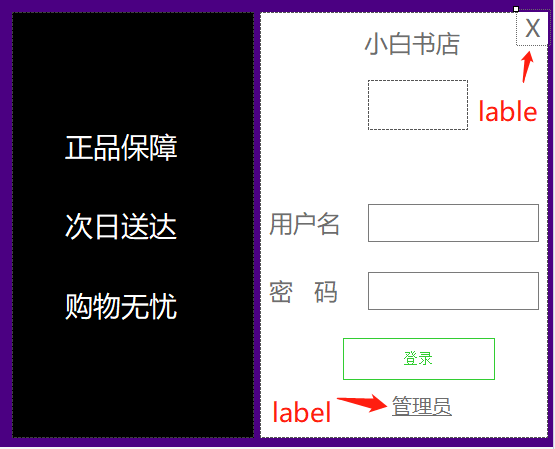 X
小白书店
lable
正品保障
次日送达
购物无忧
用户名
密 码
登录
label
管理员